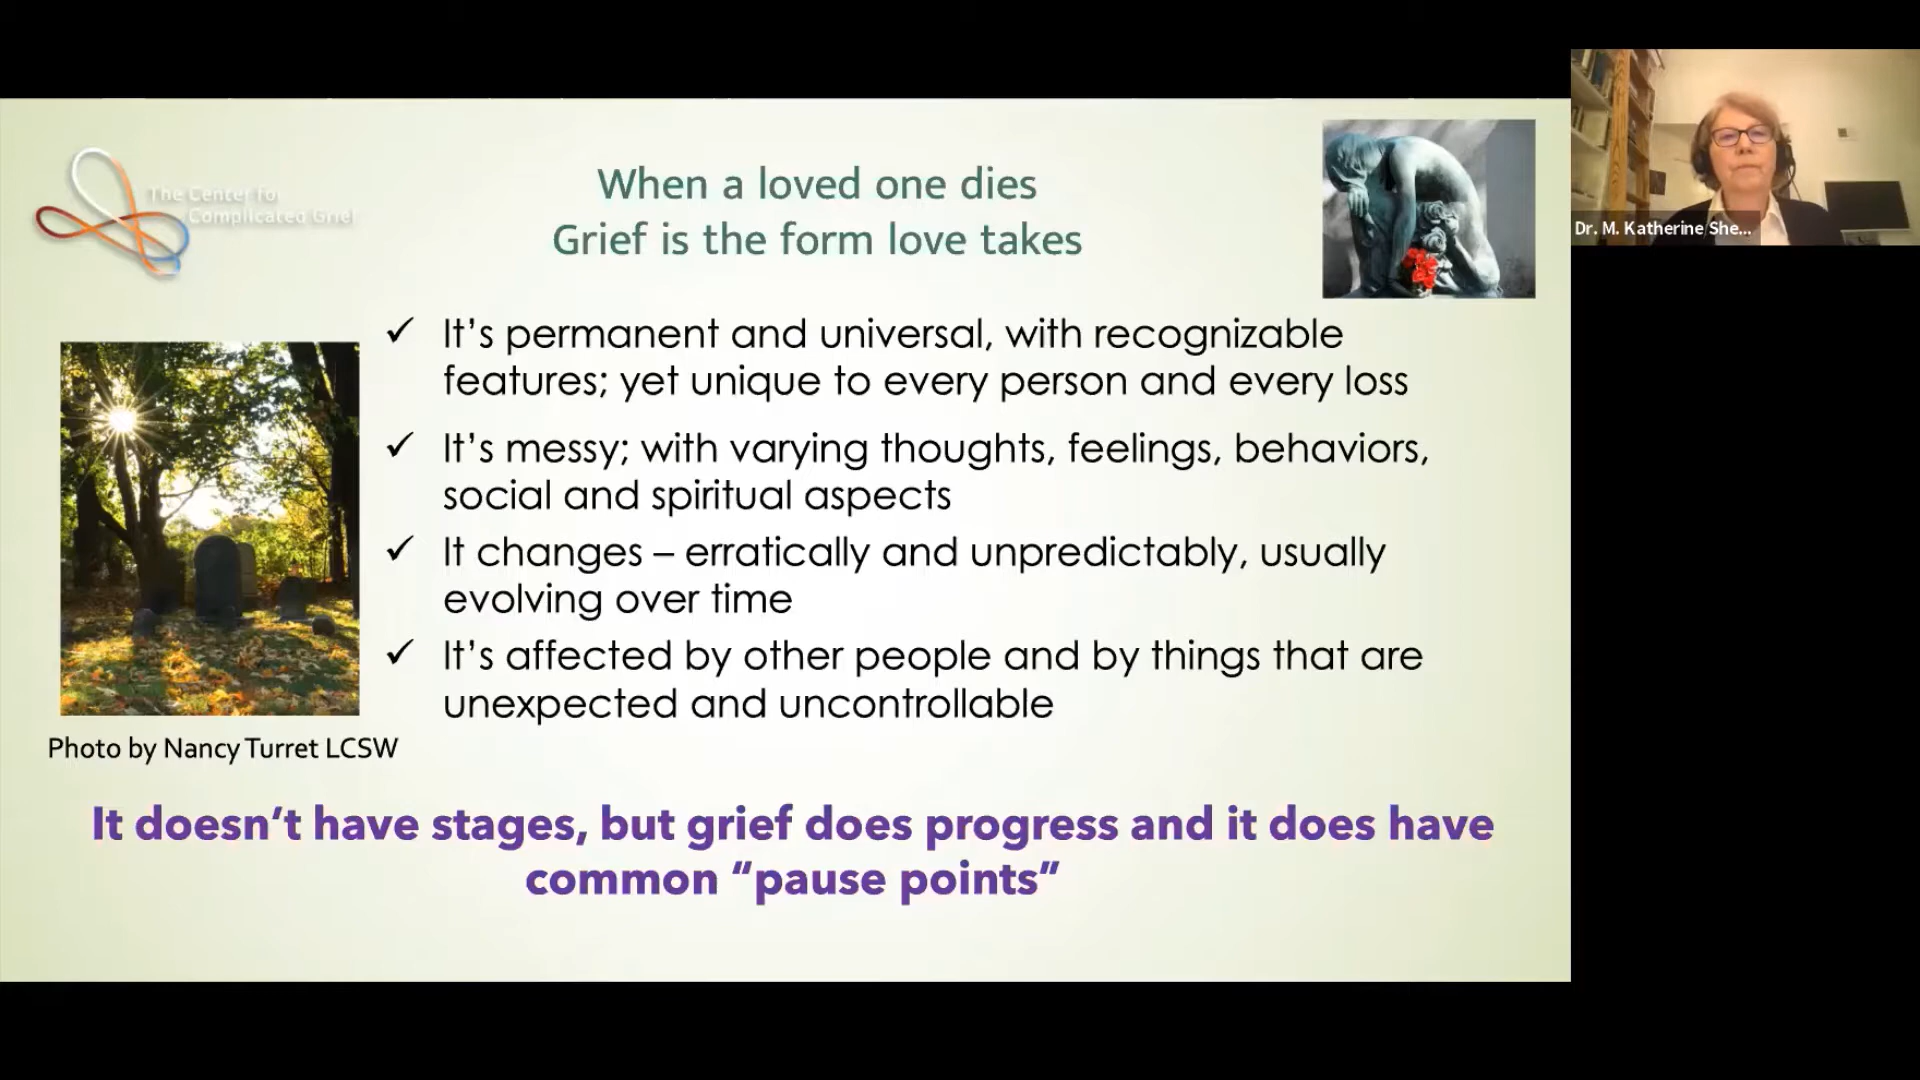 The Center for
Complicated Grief
When a loved one dies
Grief is the form love takes
Dr. M. Katherine She...
✓ It’s permanent and universal, with recognizable
features; yet unique to every person and every loss
✓ It’s messy; with varying thoughts, feelings, behaviors,
social and spiritual aspects
✓ It changes – erratically and unpredictably, usually
evolving over time
✓ It’s affected by other people and by things that are
unexpected and uncontrollable
Photo by Nancy Turret LCSW
It doesn’t have stages, but grief does progress and it does have
common “pause points”